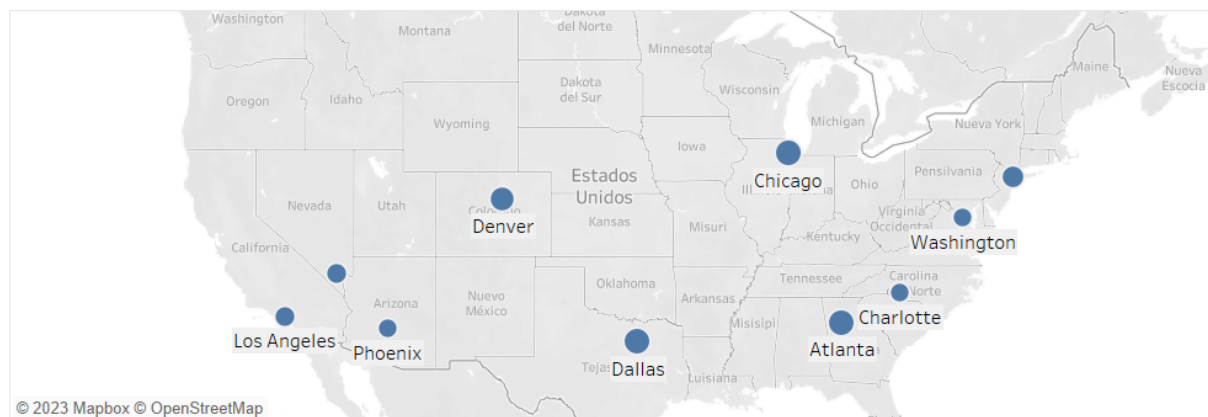 Washington
Montana
Dakota
del Norte
Minnesota
Maine
Nueva
Escocia
Oregon
Idaho
Wyoming
Dakota
del Sur
Wisconsin
Michigan
Nueva York
Iowa
Chicago
Pensilvania
Estados
Unidos
Nevada
Utah
Denver
Kansas
Misuri
Ohio
Kentucky
Virginia
Occidental
Washington
California
Arizona
Nuevo
México
Oklahoma
Arkansas
Tennessee
Carolina
Norte
Charlotte
Los Angeles
Phoenix
Dallas
Misisipi
Atlanta
Luisiana
© 2023 Mapbox © OpenStreetMap